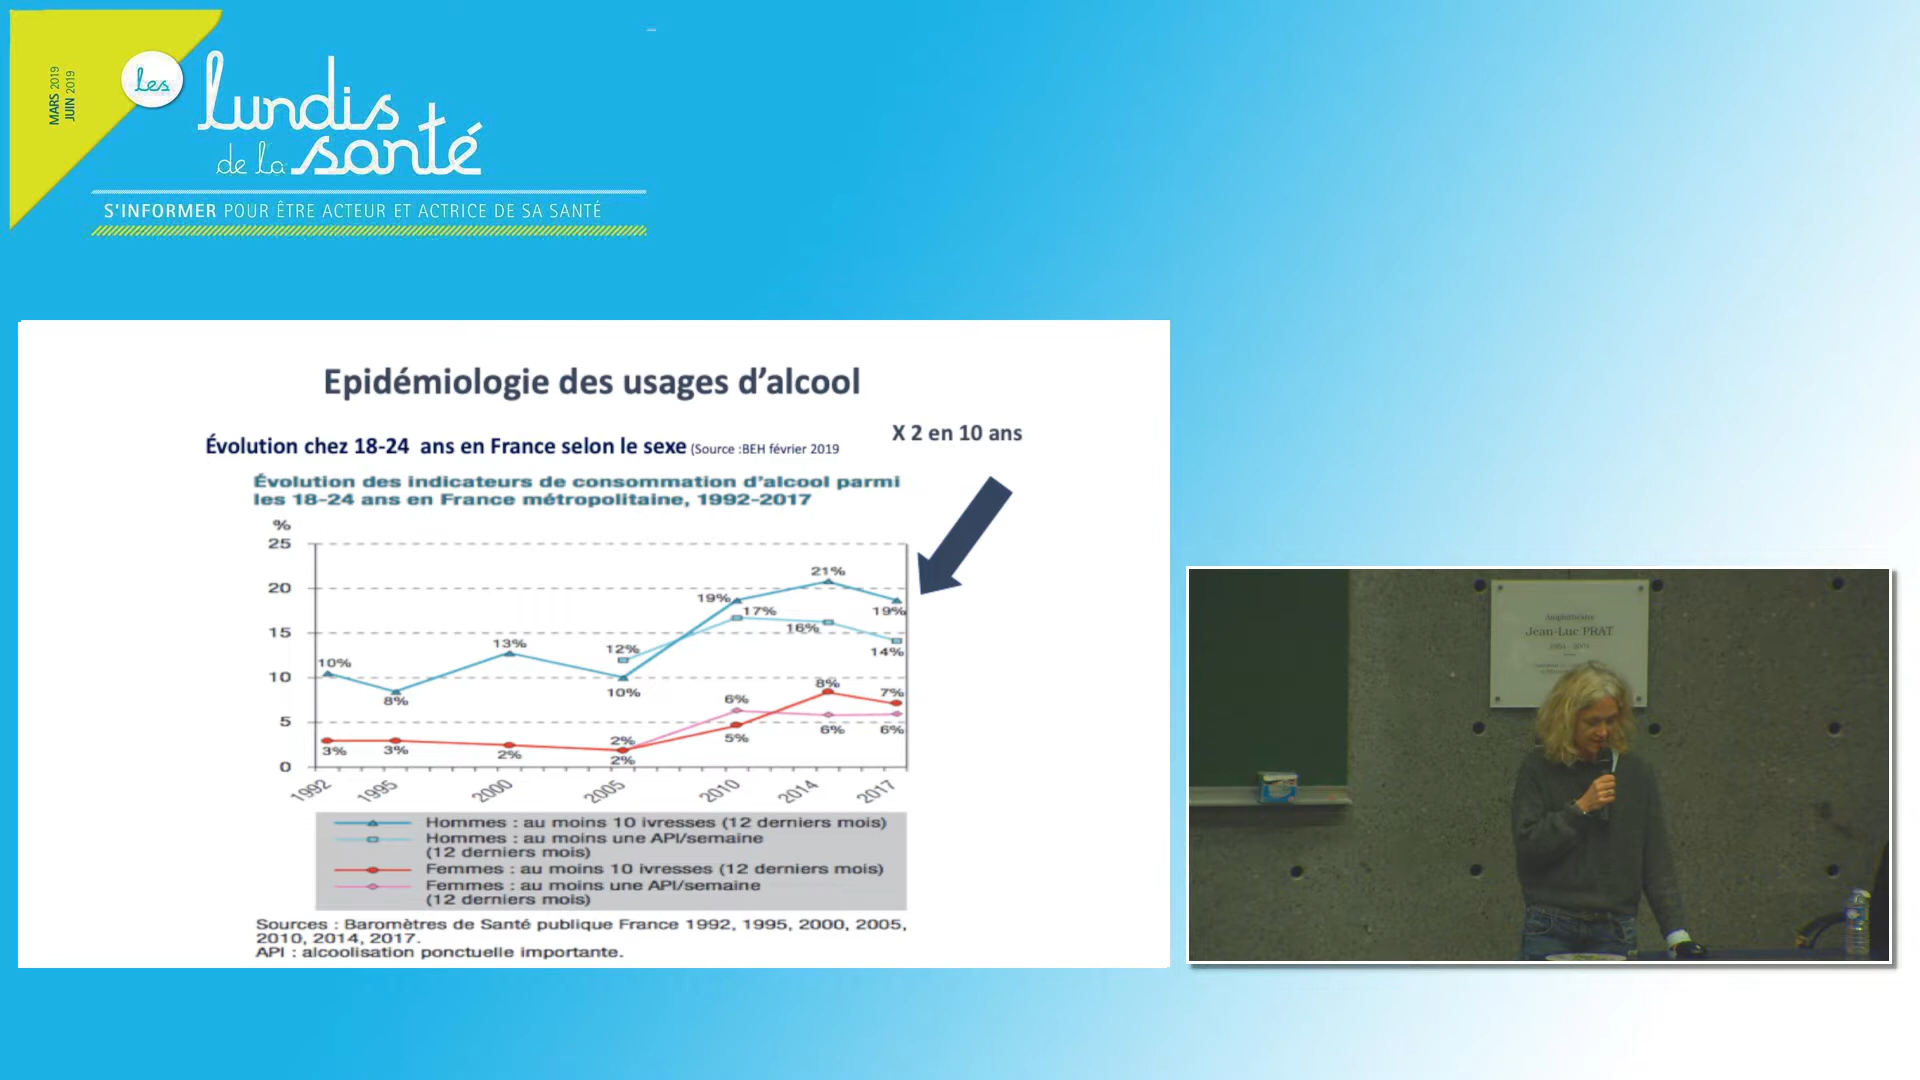 MARS 2019
JUIN 2019
les
lundis
de la santé
S'INFORMER POUR ÊTRE ACTEUR ET ACTRICE DE SA SANTÉ
Epidémiologie des usages d'alcool
X 2 en 10 ans
Évolution chez 18-24 ans en France selon le sexe (Source :BEH février 2019
Évolution des indicateurs de consommation d'alcool parmi
les 18-24 ans en France métropolitaine, 1992-2017
%
25
20
15
10
5
0
10%
8%
13%
12%
10%
19%
17%
21%
16%
19%
14%
3%
3%
2%
2%
2%
6%
5%
8%
6%
7%
6%
1992
1995
2000
2005
2010
2014
2017
Hommes : au moins 10 ivresses (12 derniers mois)
Hommes : au moins une API/semaine
(12 derniers mois)
Femmes : au moins 10 ivresses (12 derniers mois)
Femmes : au moins une API/semaine
(12 derniers mois)
Sources : Baromètres de Santé publique France 1992, 1995, 2000, 2005,
2010, 2014, 2017.
API : alcoolisation ponctuelle importante.
Amphithéâtre
Jean-Luc PRAT